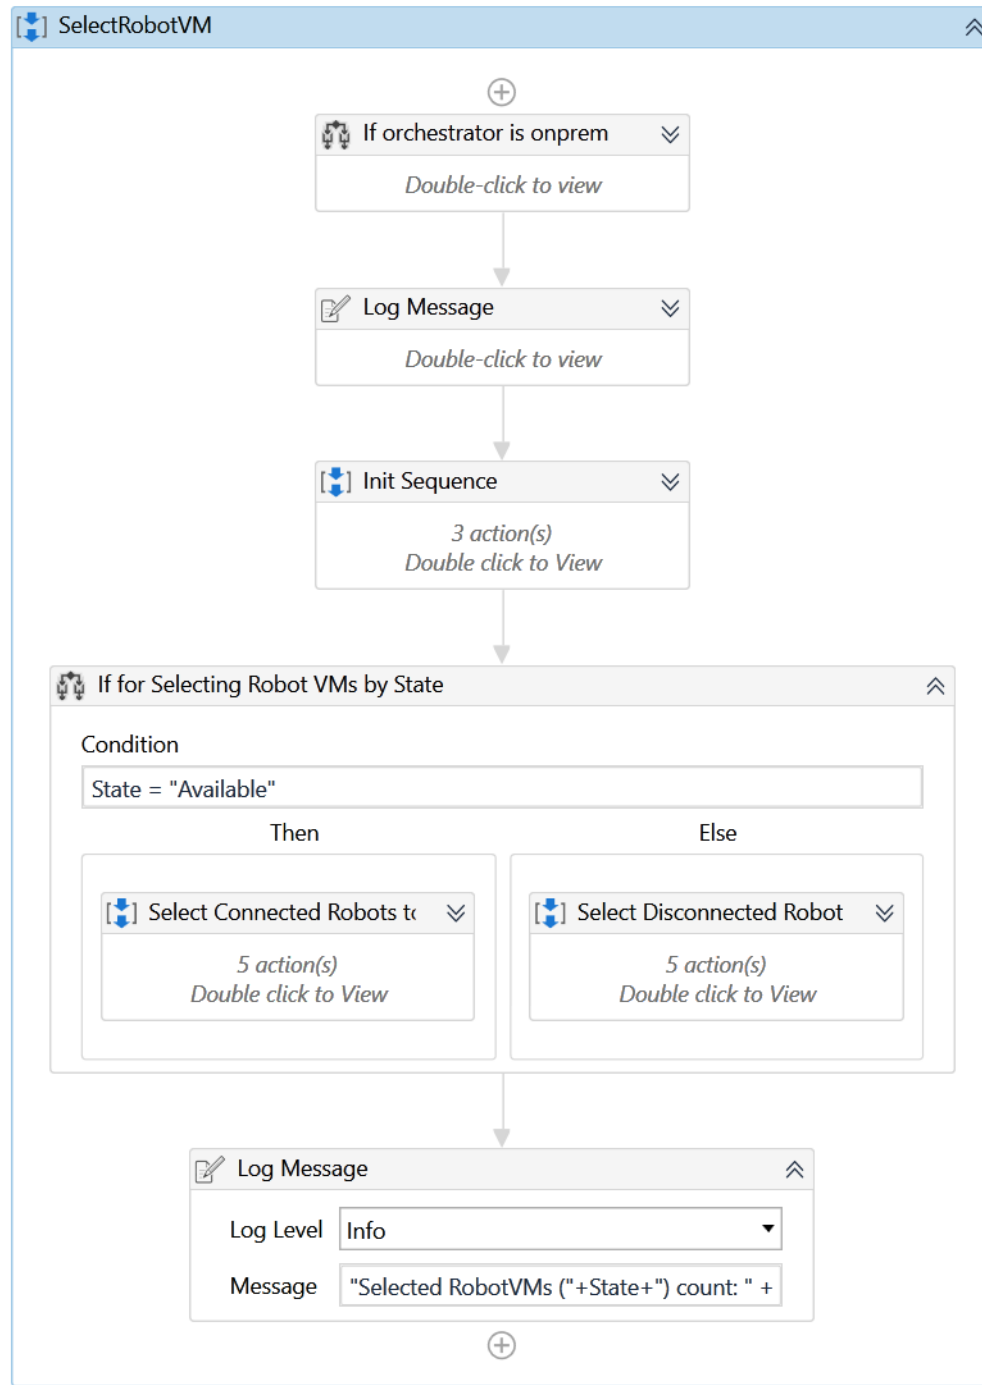 SelectRobotVM
If orchestrator is onprem
Double-click to view
Log Message
Double-click to view
Init Sequence
3 action(s)
Double click to View
If for Selecting Robot VMs by State
Condition
State = "Available"
Then
Else
Select Connected Robots to
5 action(s)
Double click to View
Select Disconnected Robot
5 action(s)
Double click to View
Log Message
Log Level
Info
Message
"Selected RobotVMs ("+State+") count: " +